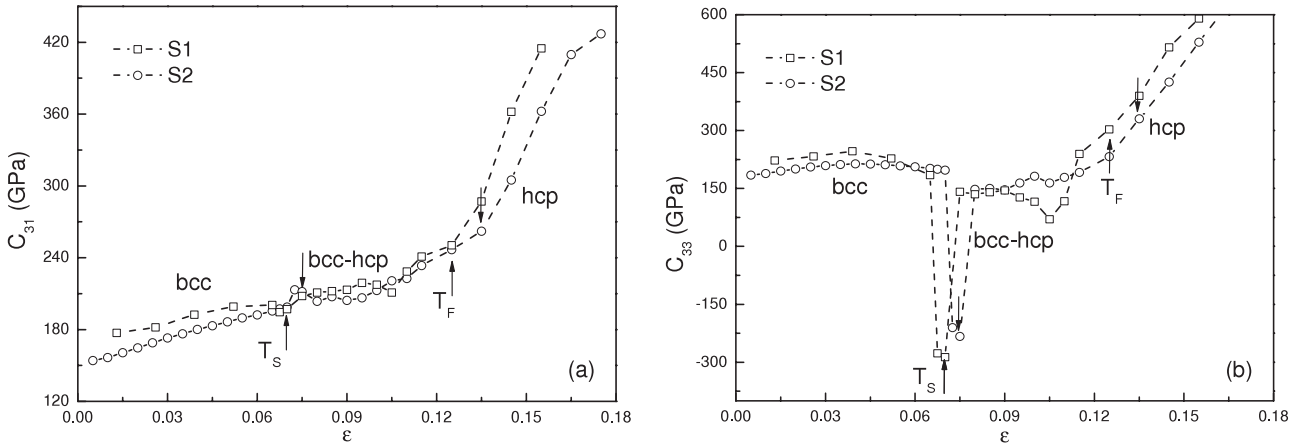 420
360
300
240
180
120
C31 (GPa)
S1
S2
bcc
bcc-hcp
hcp
TS
TF
(a)
0.00 0.03 0.06 0.09 0.12 0.15 0.18
ε
600
450
300
150
0
-150
-300
C33 (GPa)
S1
S2
bcc
bcc-hcp
hcp
TF
TS
(b)
0.00 0.03 0.06 0.09 0.12 0.15 0.18
ε